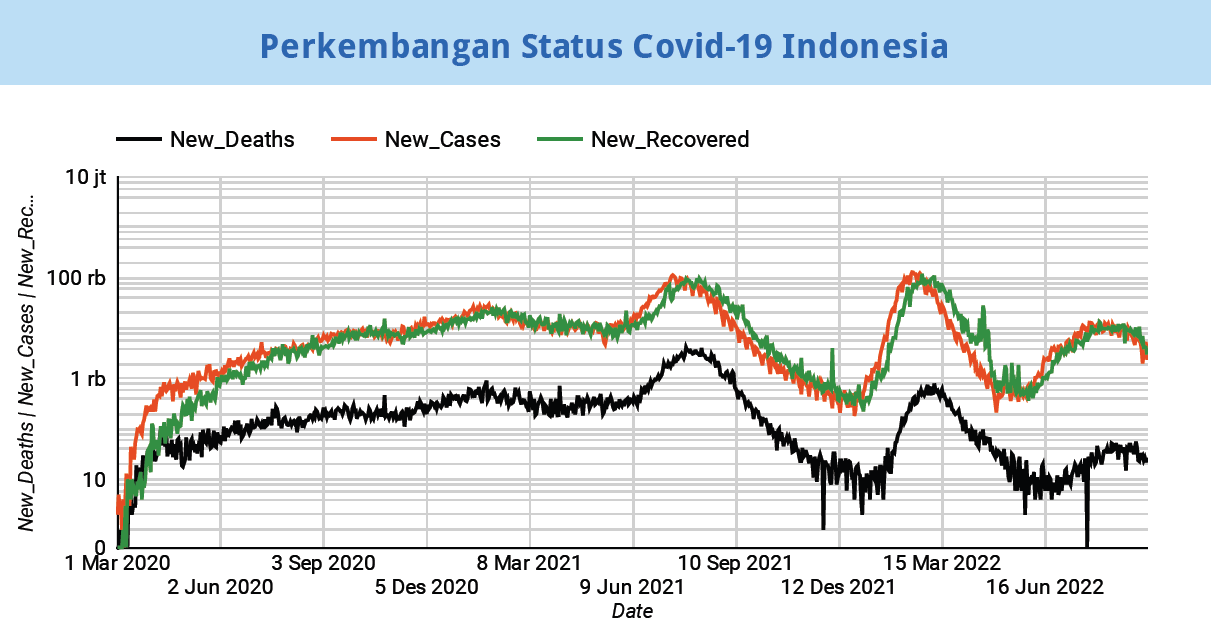 Perkembangan Status Covid-19 Indonesia
New_Deaths New_Cases New_Recovered
New_Deaths | New_Cases | New_Rec...
10 jt
100 rb
1 rb
10
0
1 Mar 2020 3 Sep 2020 8 Mar 2021 10 Sep 2021 15 Mar 2022
2 Jun 2020 5 Des 2020 9 Jun 2021 12 Des 2021 16 Jun 2022
Date